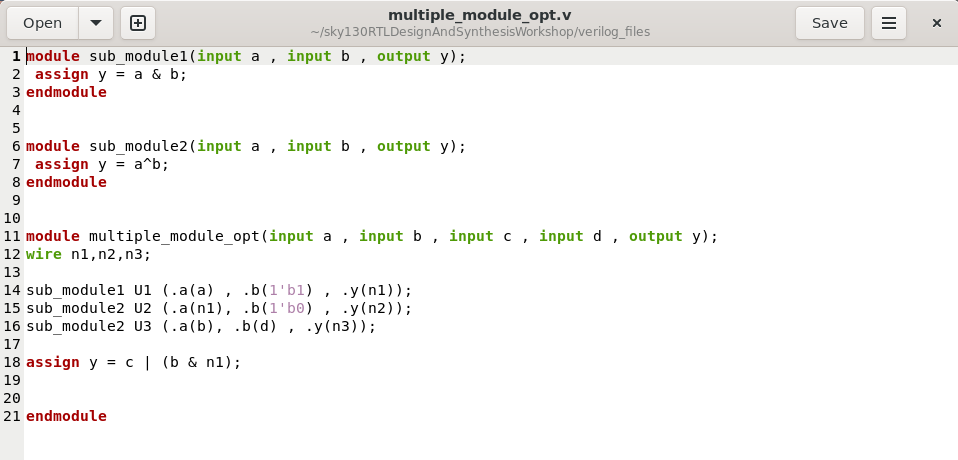 Open
multiple_module_opt.v
~/sky130RTLDesignAndSynthesisWorkshop/verilog_files
Save
1 module sub_module1(input a , input b , output y);
2  assign y = a & b;
3 endmodule
4
5
6 module sub_module2(input a , input b , output y);
7  assign y = a^b;
8 endmodule
9
10
11 module multiple_module_opt(input a , input b , input c , input d , output y);
12 wire n1,n2,n3;
13
14 sub_module1 U1 (.a(a) , .b(1'b1) , .y(n1));
15 sub_module2 U2 (.a(n1), .b(1'b0) , .y(n2));
16 sub_module2 U3 (.a(b), .b(d) , .y(n3));
17
18 assign y = c | (b & n1);
19
20
21 endmodule